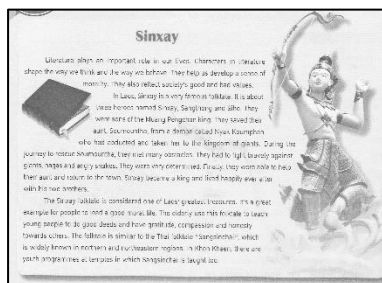 Sinxay
Literature plays an important role in our lives. Characters in literature
shape the way we think and the way we behave. They help us develop a sense of
morality. They also reflect society's good and bad values.
In Laos, Sinxay is a very famous folktale. It is about
three heroes named Sinxay, Sangthong and Siho. They
were sons of the Muang Pengchan king. They saved their
aunt, Soumountha, from a demon called Nyak Koumphan
who had abducted and taken her to the kingdom of giants. During the
journey to rescue Soumountha, they met many obstacles. They had to fight bravely against
giants, nagas and angry snakes. They were very determined. Finally, they were able to help
their aunt and return to the town. Sinxay became a king and lived happily ever after
with his two brothers.
The Sinxay folktale is considered one of Laos' greatest treasures. It's a great
example for people to lead a good moral life. The elderly use this folktale to teach
young people to do good deeds and have gratitude, compassion and honesty
towards others. The folktale is similar to the Thai folktale "Sangsinchai", which
is widely known in northern and northeastern regions. In Khon Kaen, there are
youth programmes at temples in which Sangsinchai is taught too.